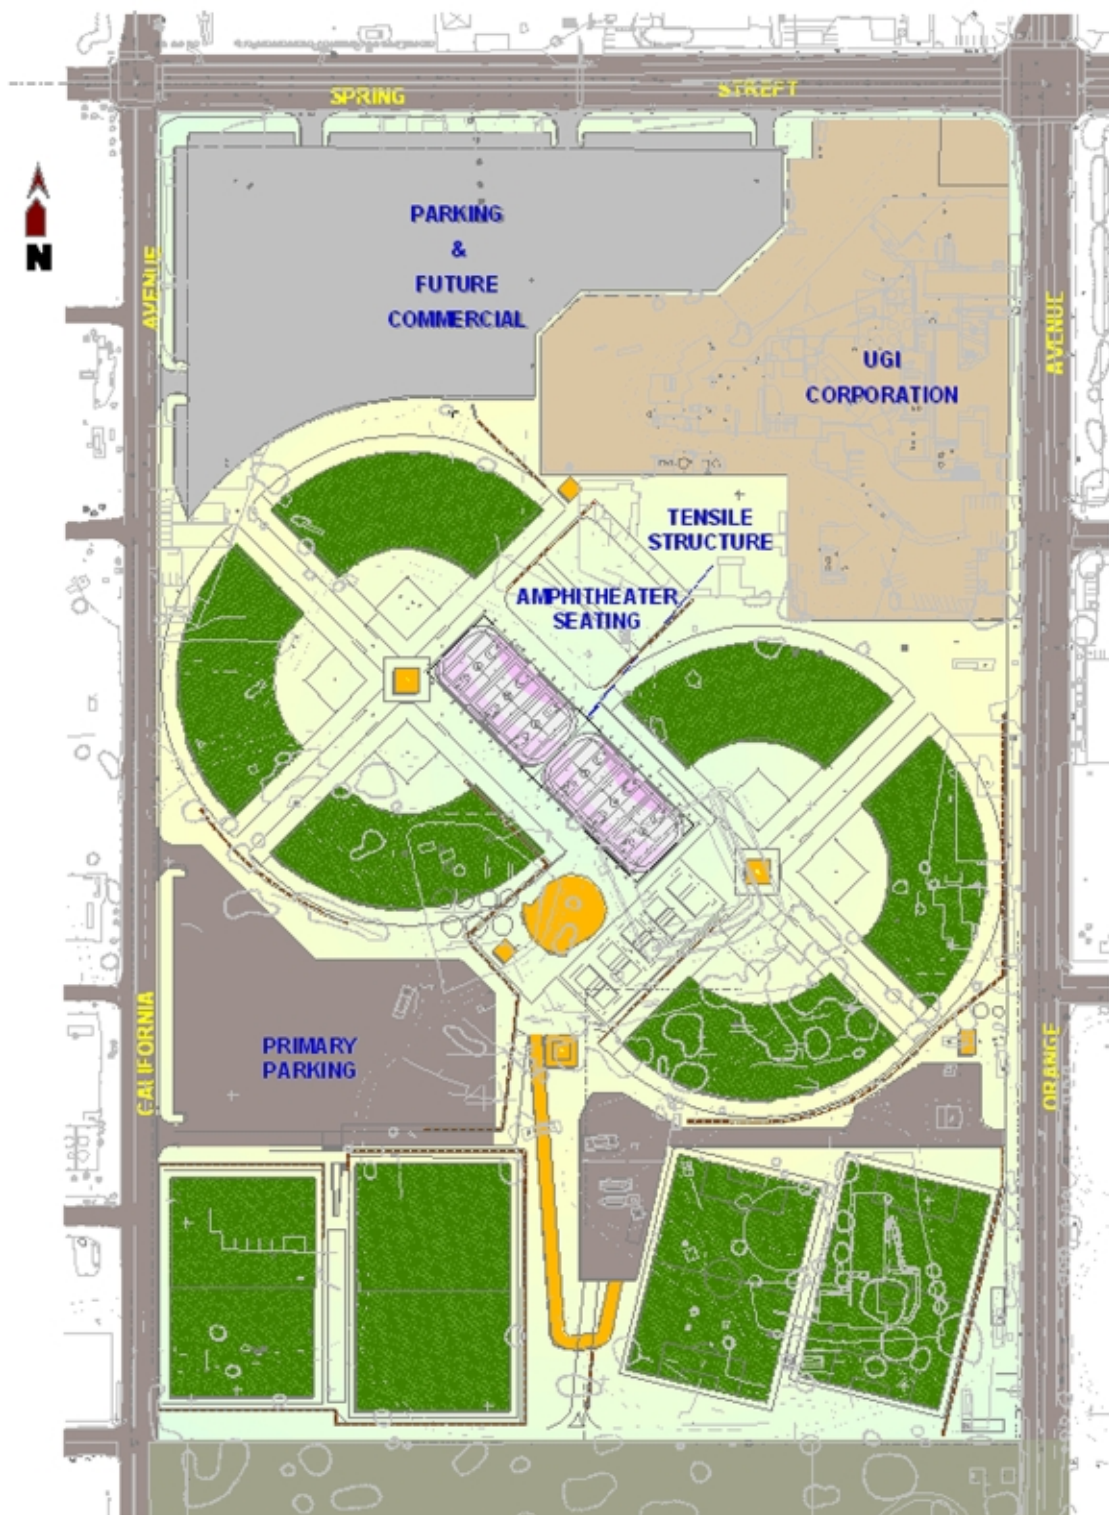 SPRING STREET
N
PARKING
&
FUTURE
COMMERCIAL
AVENUE
AVENUE
UGI
CORPORATION
TENSILE
STRUCTURE
AMPHITHEATER
SEATING
PRIMARY
PARKING
CALIFORNIA
ORANGE